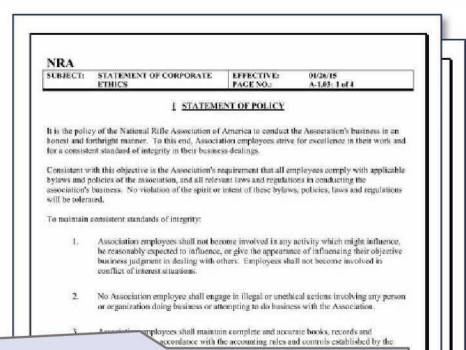 NRA
SUBJECT: STATEMENT OF CORPORATE ETHICS EFFECTIVE: 01/26/15
PAGE NO.: A-1.03: 1 of 4
I STATEMENT OF POLICY
It is the policy of the National Rifle Association of America to conduct the Association's business in an
honest and forthright manner. To this end, Association employees strive for excellence in their work and
for a consistent standard of integrity in their business dealings.
Consistent with this objective is the Association's requirement that all employees comply with applicable
bylaws and policies of the association, and all relevant laws and regulations in conducting the
association's business. No violation of the spirit or intent of these bylaws, policies, laws and regulations
will be tolerated.
To maintain consistent standards of integrity:
1. Association employees shall not become involved in any activity which might influence,
be reasonably expected to influence, or give the appearance of influencing their objective
business judgment in dealing with others. Employees shall not become involved in
conflict of interest situations.
2. No Association employee shall engage in illegal or unethical actions involving any person
or organization doing business or attempting to do business with the Association.
3. Association employees shall maintain complete and accurate books, records and
accordance with the accounting rules and controls established by the